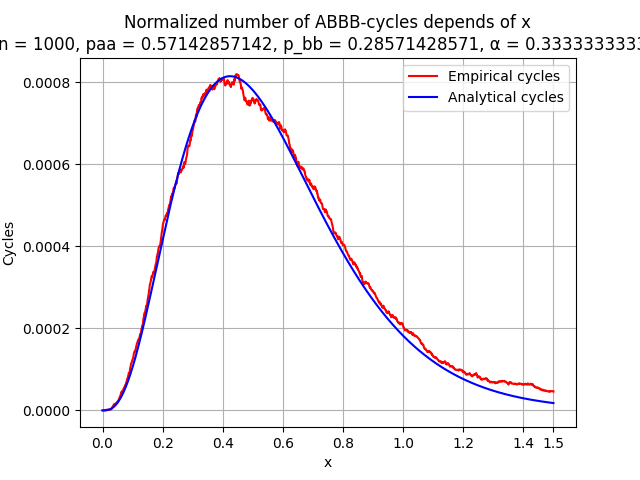 Normalized number of ABBB-cycles depends of x
n = 1000, paa = 0.57142857142, p_bb = 0.28571428571, α = 0.3333333333
Empirical cycles
Analytical cycles
0.0008
0.0006
0.0004
0.0002
0.0000
Cycles
0.0 0.2 0.4 0.6 0.8 1.0 1.2 1.4 1.5
x